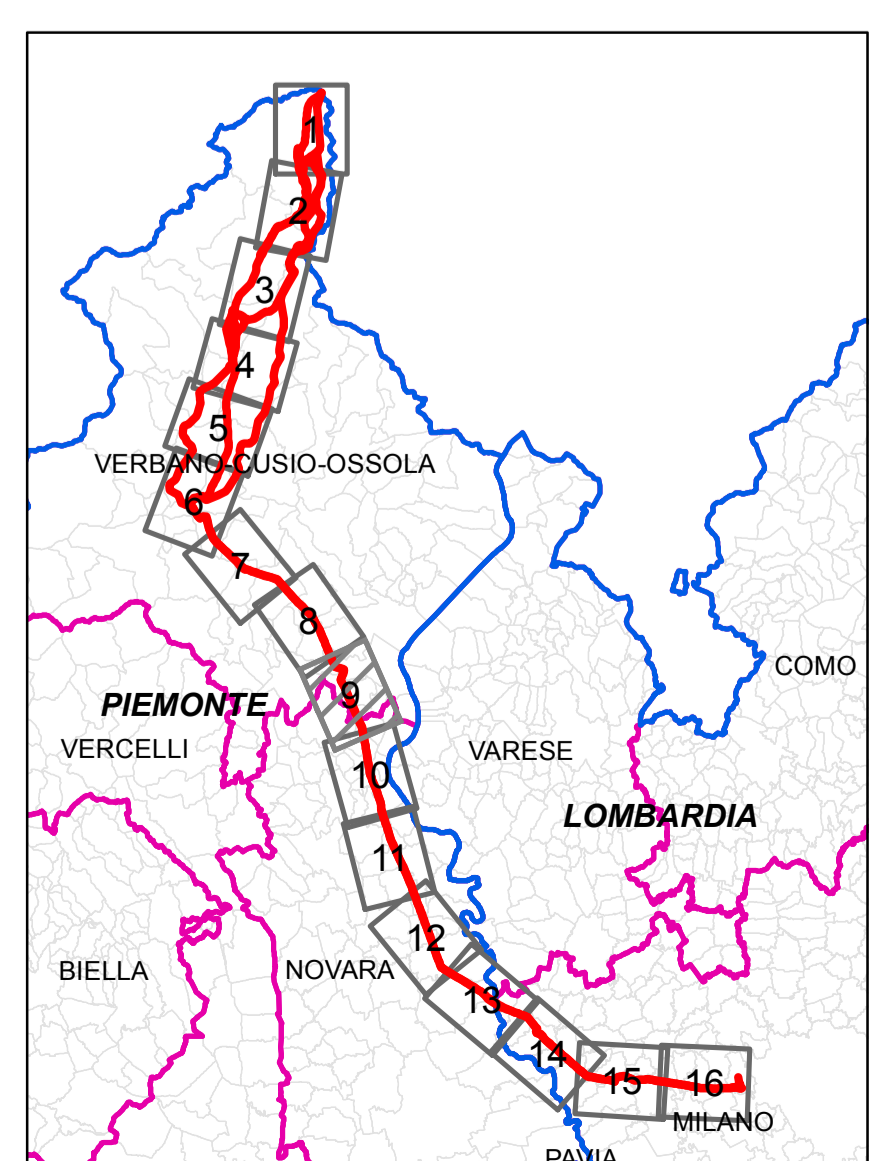 1
2
3
4
5
VERBANO-CUSIO-OSSOLA
6
7
8
COMO
9
PIEMONTE
VERCELLI
VARESE
10
LOMBARDIA
11
12
BIELLA
NOVARA
13
14
15
16
MILANO
PAVIA